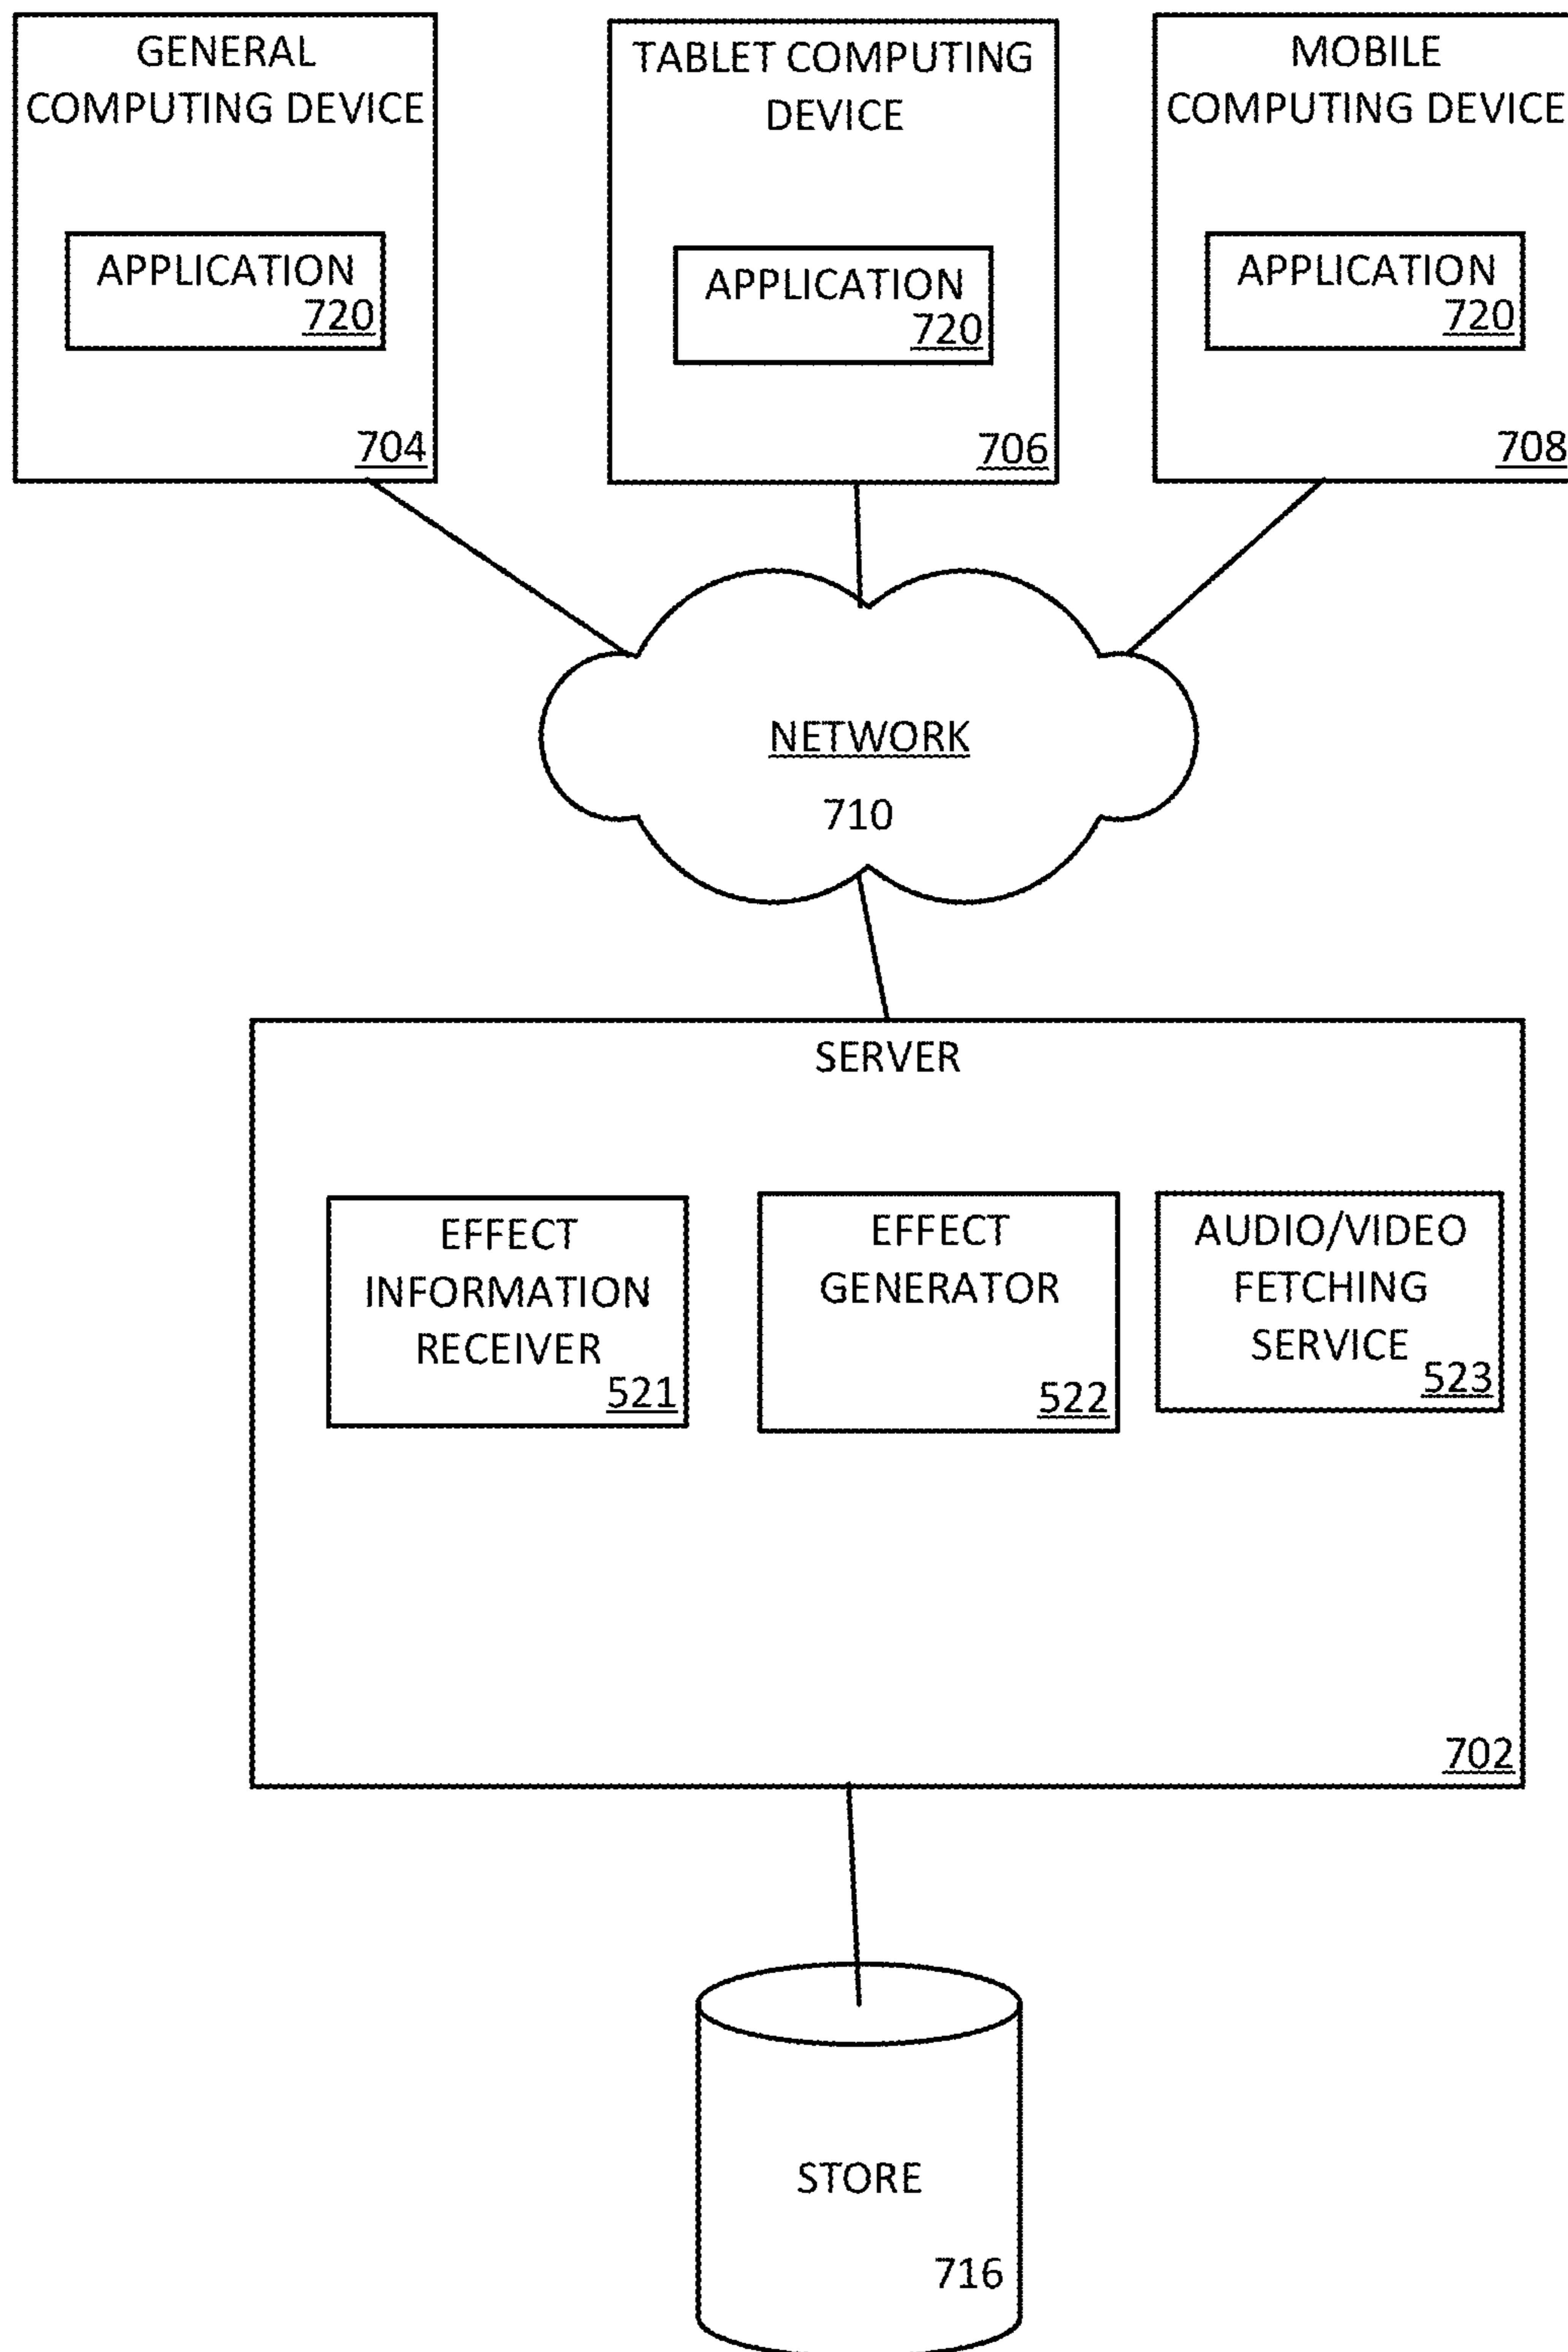 GENERAL
COMPUTING DEVICE
APPLICATION
720
704
TABLET COMPUTING
DEVICE
APPLICATION
720
706
MOBILE
COMPUTING DEVICE
APPLICATION
720
708
NETWORK
710
SERVER
EFFECT
INFORMATION
RECEIVER
521
EFFECT
GENERATOR
522
AUDIO/VIDEO
FETCHING
SERVICE
523
702
STORE
716